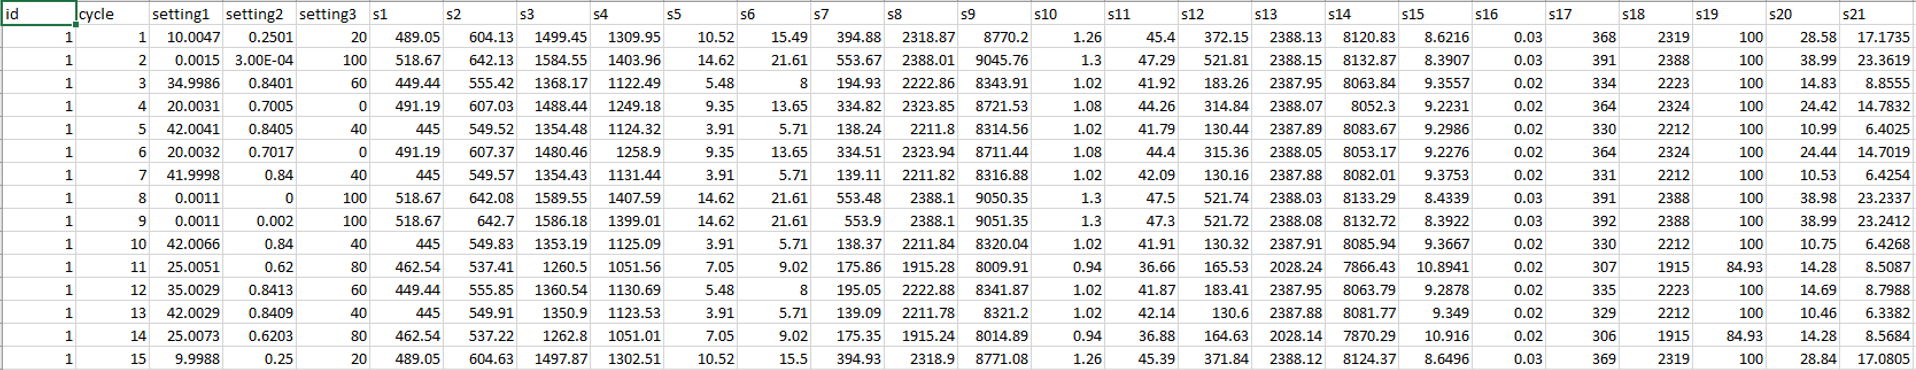 id cycle setting1 setting2 setting3 s1 s2 s3 s4 s5 s6 s7 s8 s9 s10 s11 s12 s13 s14 s15 s16 s17 s18 s19 s20 s21
1 1 10.0047 0.2501 20 489.05 604.13 1499.45 1309.95 10.52 15.49 394.88 2318.87 8770.2 1.26 45.4 372.15 2388.13 8120.83 8.6216 0.03 368 2319 100 28.58 17.1735
1 2 0.0015 3.00E-04 100 518.67 642.13 1584.55 1403.96 14.62 21.61 553.67 2388.01 9045.76 1.3 47.29 521.81 2388.15 8132.87 8.3907 0.03 391 2388 100 38.99 23.3619
1 3 34.9986 0.8401 60 449.44 555.42 1368.17 1122.49 5.48 8 194.93 2222.86 8343.91 1.02 41.92 183.26 2387.95 8063.84 9.3557 0.02 334 2223 100 14.83 8.8555
1 4 20.0031 0.7005 0 491.19 607.03 1488.44 1249.18 9.35 13.65 334.82 2323.85 8721.53 1.08 44.26 314.84 2388.07 8052.3 9.2231 0.02 364 2324 100 24.42 14.7832
1 5 42.0041 0.8405 40 445 549.52 1354.48 1124.32 3.91 5.71 138.24 2211.8 8314.56 1.02 41.79 130.44 2387.89 8083.67 9.2986 0.02 330 2212 100 10.99 6.4025
1 6 20.0032 0.7017 0 491.19 607.37 1480.46 1258.9 9.35 13.65 334.51 2323.94 8711.44 1.08 44.4 315.36 2388.05 8053.17 9.2276 0.02 364 2324 100 24.44 14.7019
1 7 41.9998 0.84 40 445 549.57 1354.43 1131.44 3.91 5.71 139.11 2211.82 8316.88 1.02 42.09 130.16 2387.88 8082.01 9.3753 0.02 331 2212 100 10.53 6.4254
1 8 0.0011 0 100 518.67 642.08 1589.55 1407.59 14.62 21.61 553.48 2388.1 9050.35 1.3 47.5 521.74 2388.03 8133.29 8.4339 0.03 391 2388 100 38.98 23.2337
1 9 0.0011 0.002 100 518.67 642.7 1586.18 1399.01 14.62 21.61 553.9 2388.1 9051.35 1.3 47.3 521.72 2388.08 8132.72 8.3922 0.03 392 2388 100 38.99 23.2412
1 10 42.0066 0.84 40 445 549.83 1353.19 1125.09 3.91 5.71 138.37 2211.84 8320.04 1.02 41.91 130.32 2387.91 8085.94 9.3667 0.02 330 2212 100 10.75 6.4268
1 11 25.0051 0.62 80 462.54 537.41 1260.5 1051.56 7.05 9.02 175.86 1915.28 8009.91 0.94 36.66 165.53 2028.24 7866.43 10.8941 0.02 307 1915 84.93 14.28 8.5087
1 12 35.0029 0.8413 60 449.44 555.85 1360.54 1130.69 5.48 8 195.05 2222.88 8341.87 1.02 41.87 183.41 2387.95 8063.79 9.2878 0.02 335 2223 100 14.69 8.7988
1 13 42.0029 0.8409 40 445 549.91 1350.9 1123.53 3.91 5.71 139.09 2211.78 8321.2 1.02 42.14 130.6 2387.88 8081.77 9.349 0.02 329 2212 100 10.46 6.3382
1 14 25.0073 0.6203 80 462.54 537.22 1262.8 1051.01 7.05 9.02 175.35 1915.24 8014.89 0.94 36.88 164.63 2028.14 7870.29 10.916 0.02 306 1915 84.93 14.28 8.5684
1 15 9.9988 0.25 20 489.05 604.63 1497.87 1302.51 10.52 15.5 394.93 2318.9 8771.08 1.26 45.39 371.84 2388.12 8124.37 8.6496 0.03 369 2319 100 28.84 17.0805